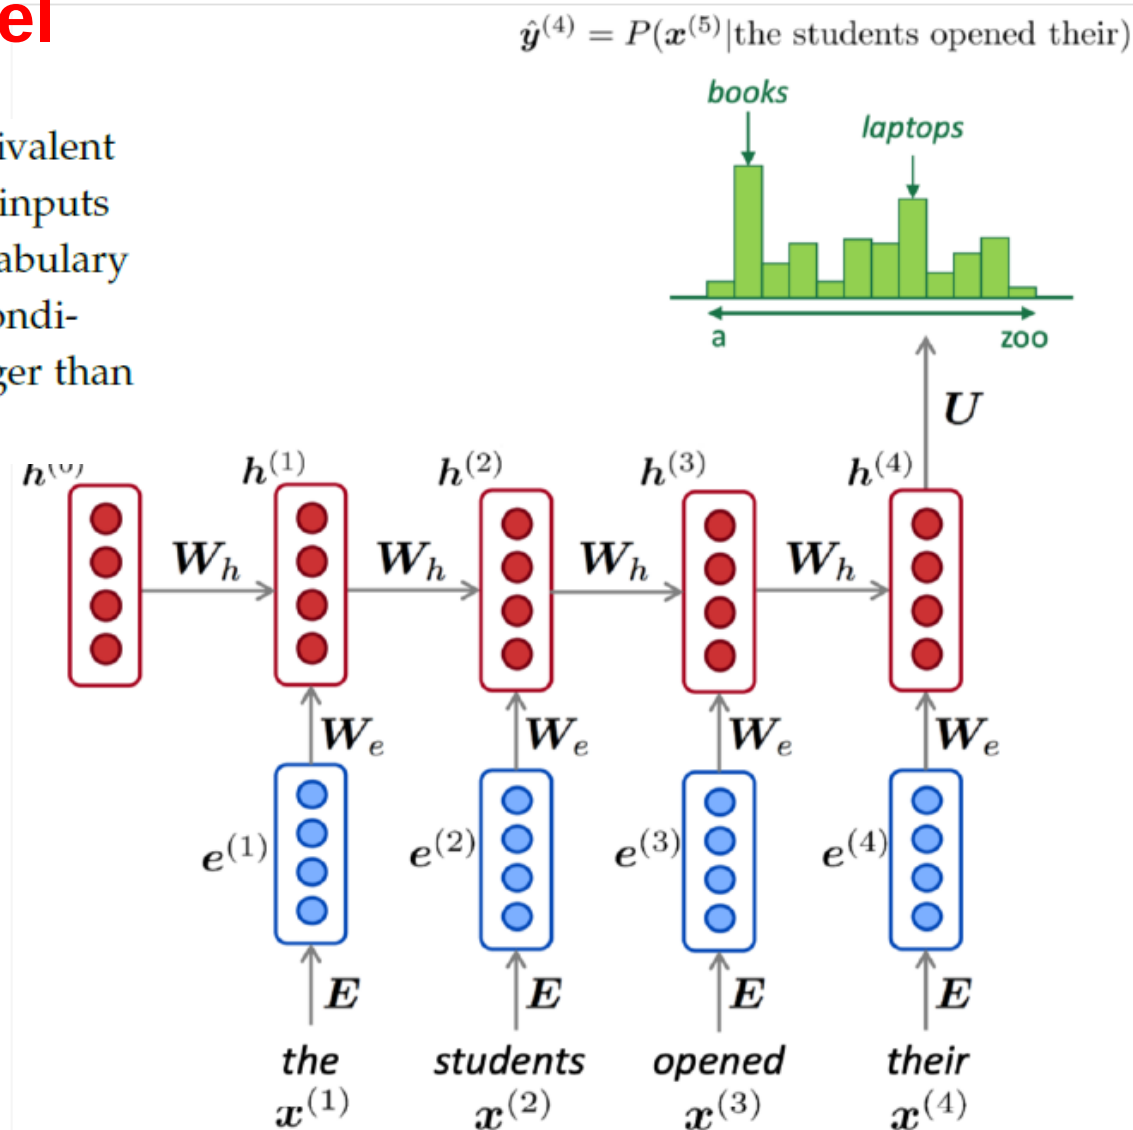 el
ŷ^(4) = P(x^(5)|the students opened their)
books
laptops
ivalent
inputs
abulary
ondi-
ger than
a zoo
U
h^(0) h^(1) h^(2) h^(3) h^(4)
W_h W_h W_h W_h
W_e W_e W_e W_e
e^(1) e^(2) e^(3) e^(4)
E E E E
the students opened their
x^(1) x^(2) x^(3) x^(4)